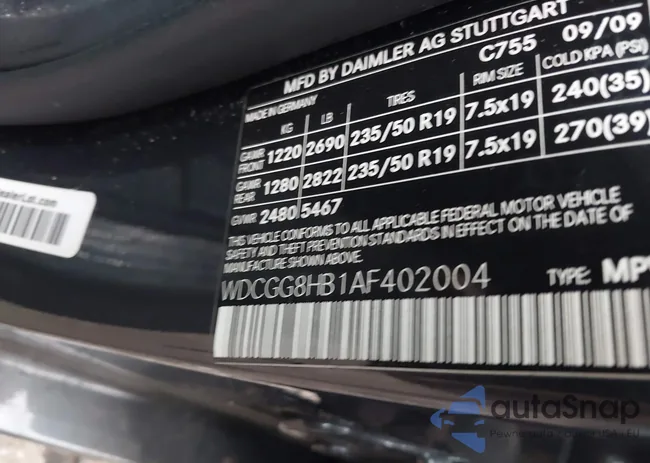 MFD BY DAIMLER AG STUTTGART
MADE IN GERMANY C755 09/09
KG LB TIRES RIM SIZE COLD KPA (PSI)
GAWR FRONT 1220 2690 235/50 R19 7.5x19 240(35)
GAWR REAR 1280 2822 235/50 R19 7.5x19 270(39)
GVWR 2480 5467
THIS VEHICLE CONFORMS TO ALL APPLICABLE FEDERAL MOTOR VEHICLE
SAFETY AND THEFT PREVENTION STANDARDS IN EFFECT ON THE DATE OF
WDCGG8HB1AF402004 TYPE: MP
autoSnap